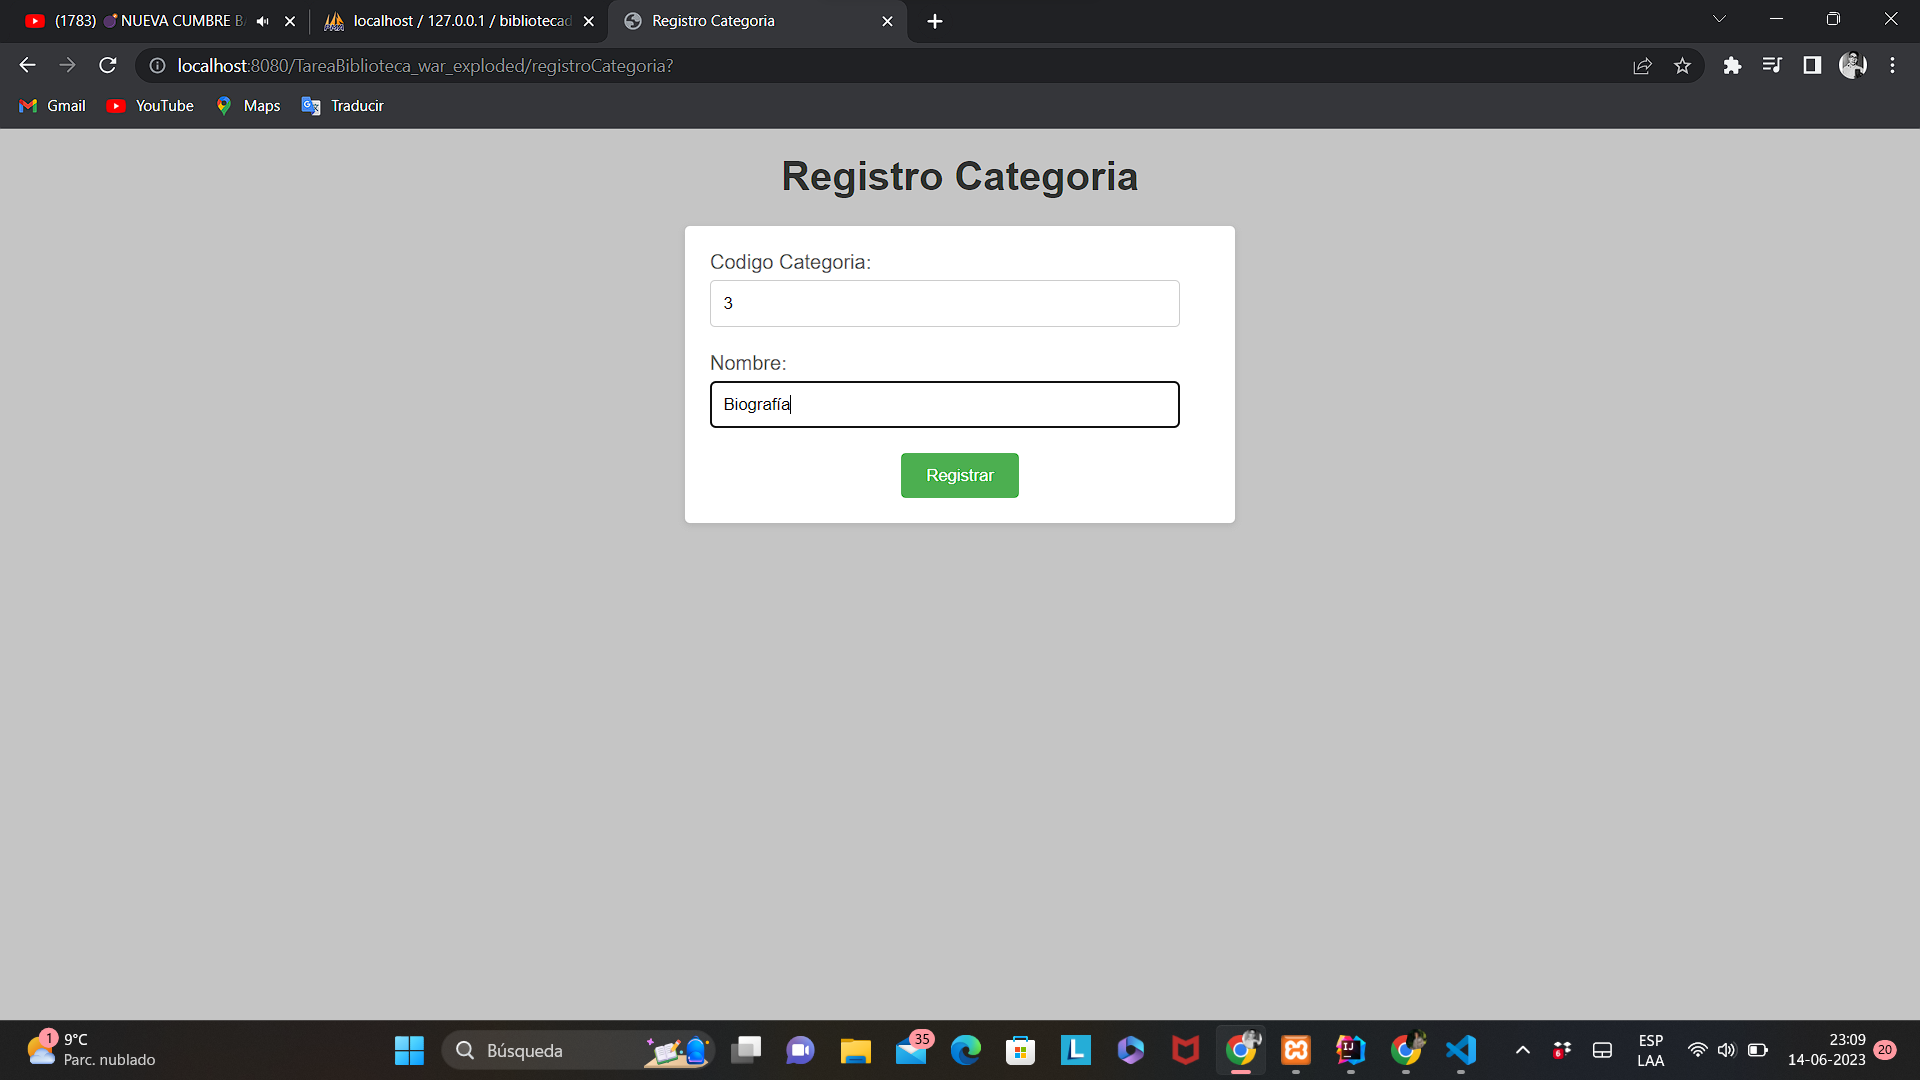 (1783) NUEVA CUMBRE B
localhost / 127.0.0.1 / bibliotecad
Registro Categoria
localhost:8080/TareaBiblioteca_war_exploded/registroCategoria?
Gmail
YouTube
Maps
Traducir
Registro Categoria
Codigo Categoria:
3
Nombre:
Biografía
Registrar
1
9°C
Parc. nublado
Búsqueda
35
L
IJ
6
ESP
LAA
23:09
14-06-2023
20